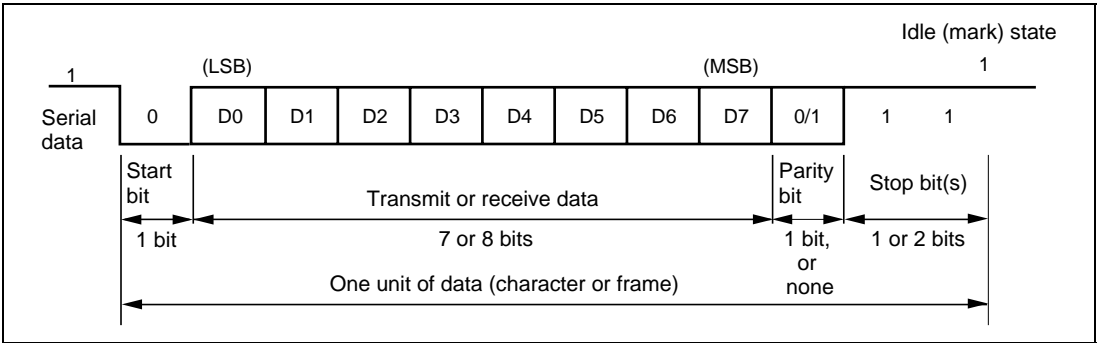 Idle (mark) state
1
(LSB)
(MSB)
1
Serial
data
0
D0
D1
D2
D3
D4
D5
D6
D7
0/1
1
1
Start
bit
Transmit or receive data
Parity
bit
Stop bit(s)
1 bit
7 or 8 bits
1 bit,
or
none
1 or 2 bits
One unit of data (character or frame)